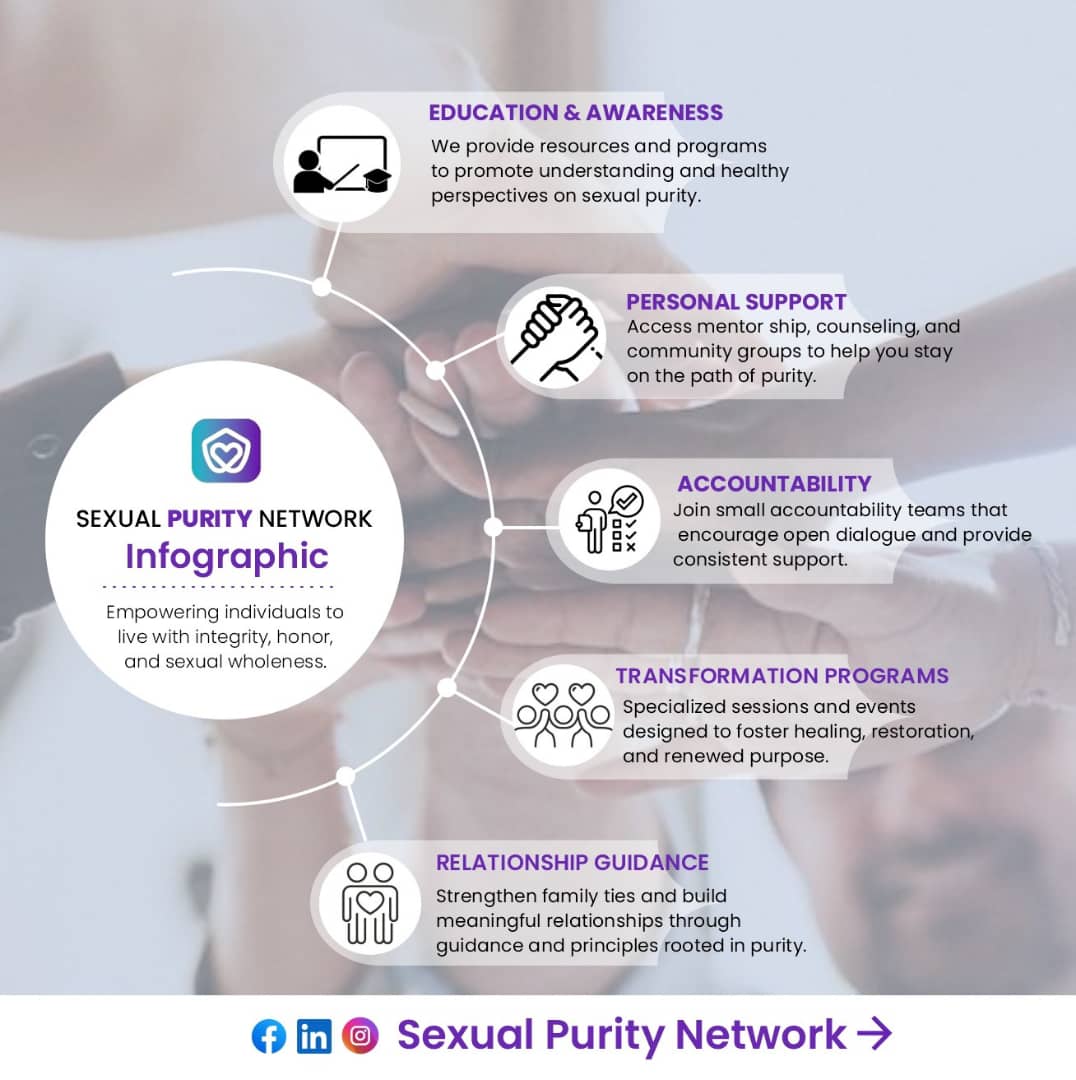 EDUCATION & AWARENESS
We provide resources and programs
to promote understanding and healthy
perspectives on sexual purity.
PERSONAL SUPPORT
Access mentor ship, counseling, and
community groups to help you stay
on the path of purity.
SEXUAL PURITY NETWORK
Infographic
Empowering individuals to
live with integrity, honor,
and sexual wholeness.
ACCOUNTABILITY
Join small accountability teams that
encourage open dialogue and provide
consistent support.
TRANSFORMATION PROGRAMS
Specialized sessions and events
designed to foster healing, restoration,
and renewed purpose.
RELATIONSHIP GUIDANCE
Strengthen family ties and build
meaningful relationships through
guidance and principles rooted in purity.
Sexual Purity Network →